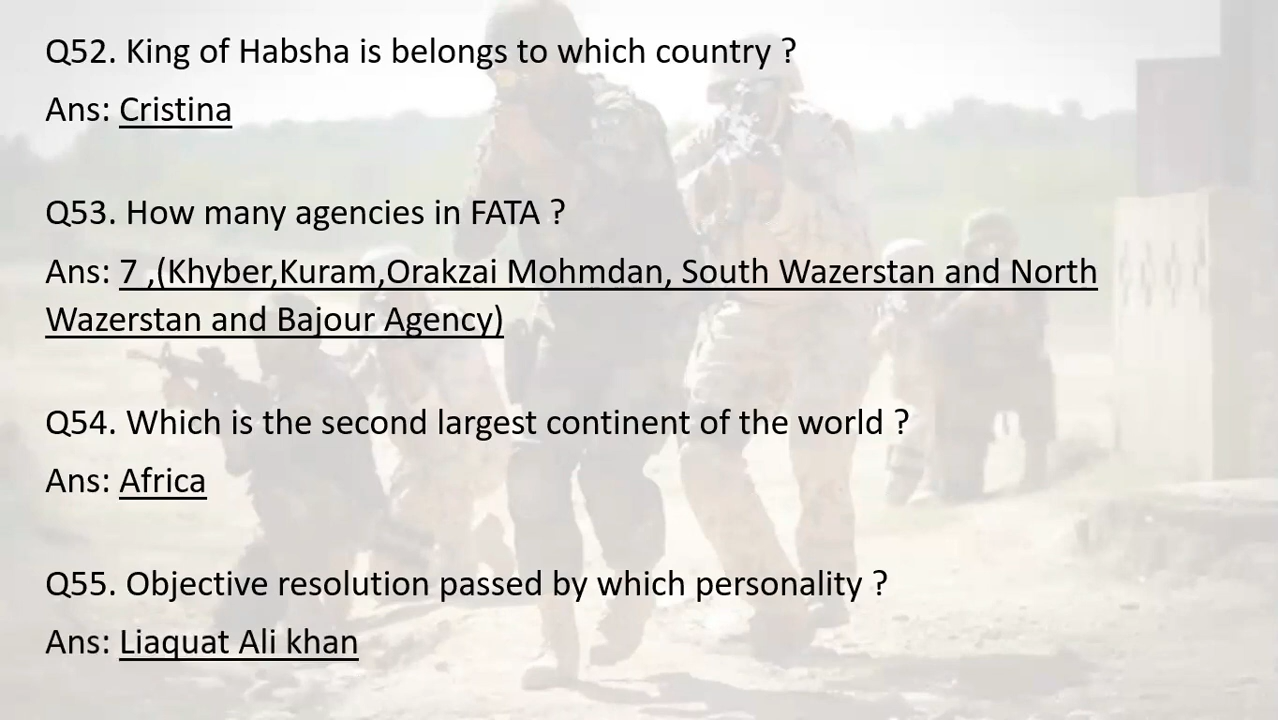 Q52. King of Habsha is belongs to which country ?
Ans: Cristina
Q53. How many agencies in FATA ?
Ans: 7 ,(Khyber,Kuram,Orakzai Mohmdan, South Wazerstan and North
Wazerstan and Bajour Agency)
Q54. Which is the second largest continent of the world ?
Ans: Africa
Q55. Objective resolution passed by which personality ?
Ans: Liaquat Ali khan